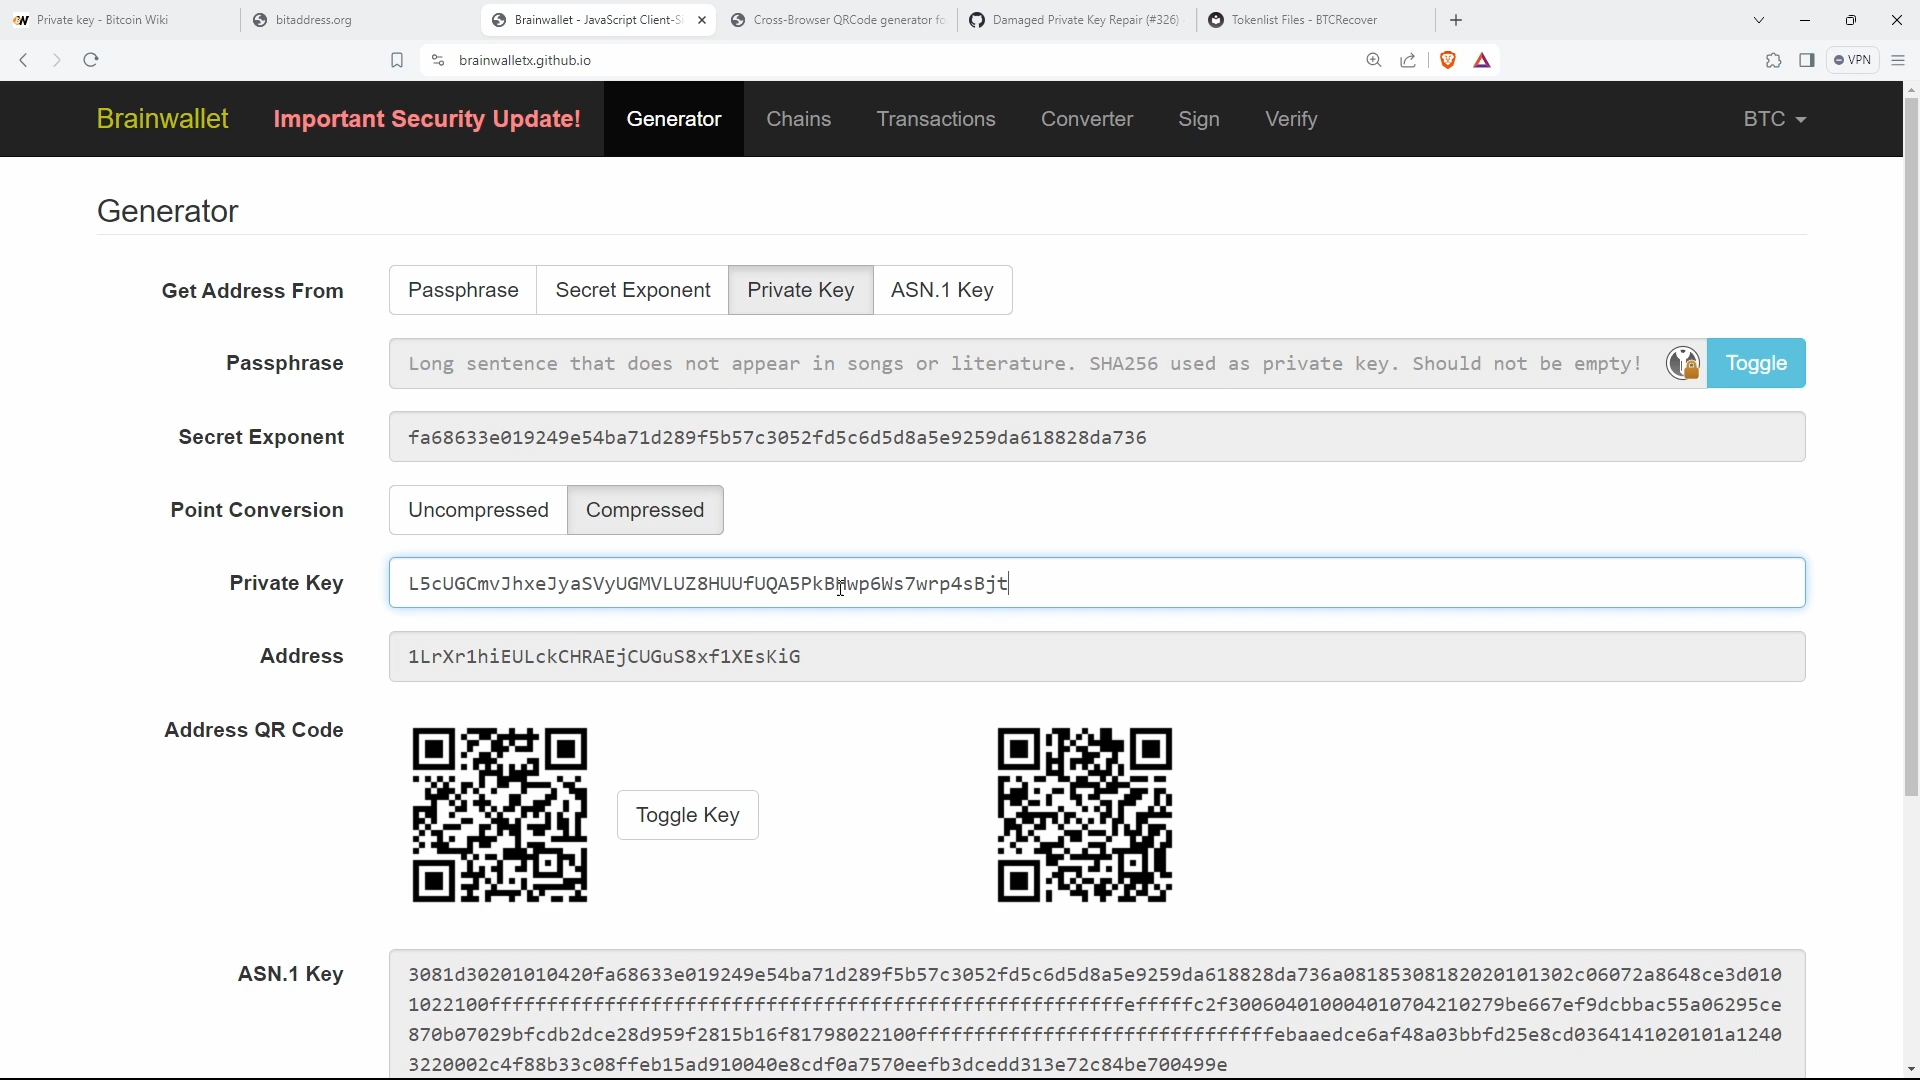 Private key - Bitcoin Wiki
bitaddress.org
Brainwallet - JavaScript Client-Si
Cross-Browser QRCode generator fo
Damaged Private Key Repair (#326)
Tokenlist Files - BTCRecover
brainwalletx.github.io
VPN
Brainwallet
Important Security Update!
Generator
Chains
Transactions
Converter
Sign
Verify
BTC
Generator
Get Address From
Passphrase
Secret Exponent
Private Key
ASN.1 Key
Passphrase
Long sentence that does not appear in songs or literature. SHA256 used as private key. Should not be empty!
Toggle
Secret Exponent
fa68633e019249e54ba71d289f5b57c3052fd5c6d5d8a5e9259da618828da736
Point Conversion
Uncompressed
Compressed
Private Key
L5cUGCmvJhxeJyaSVyUGMVLUZ8HUUfUQA5PkBHwp6Ws7wrp4sBjt
Address
1LrXr1hiEULckCHRAEjCUGuS8xf1XEsKiG
Address QR Code
Toggle Key
ASN.1 Key
3081d30201010420fa68633e019249e54ba71d289f5b57c3052fd5c6d5d8a5e9259da618828da736a08185308182020101302c06072a8648ce3d010
1022100fffffffffffffffffffffffffffffffffffffffffffffffffffffffefffffc2f300604010004010704210279be667ef9dcbbac55a06295ce
870b07029bfcdb2dce28d959f2815b16f81798022100fffffffffffffffffffffffffffffffebaaedce6af48a03bbfd25e8cd0364141020101a1240
3220002c4f88b33c08ffeb15ad910040e8cdf0a7570eefb3dcedd313e72c84be700499e